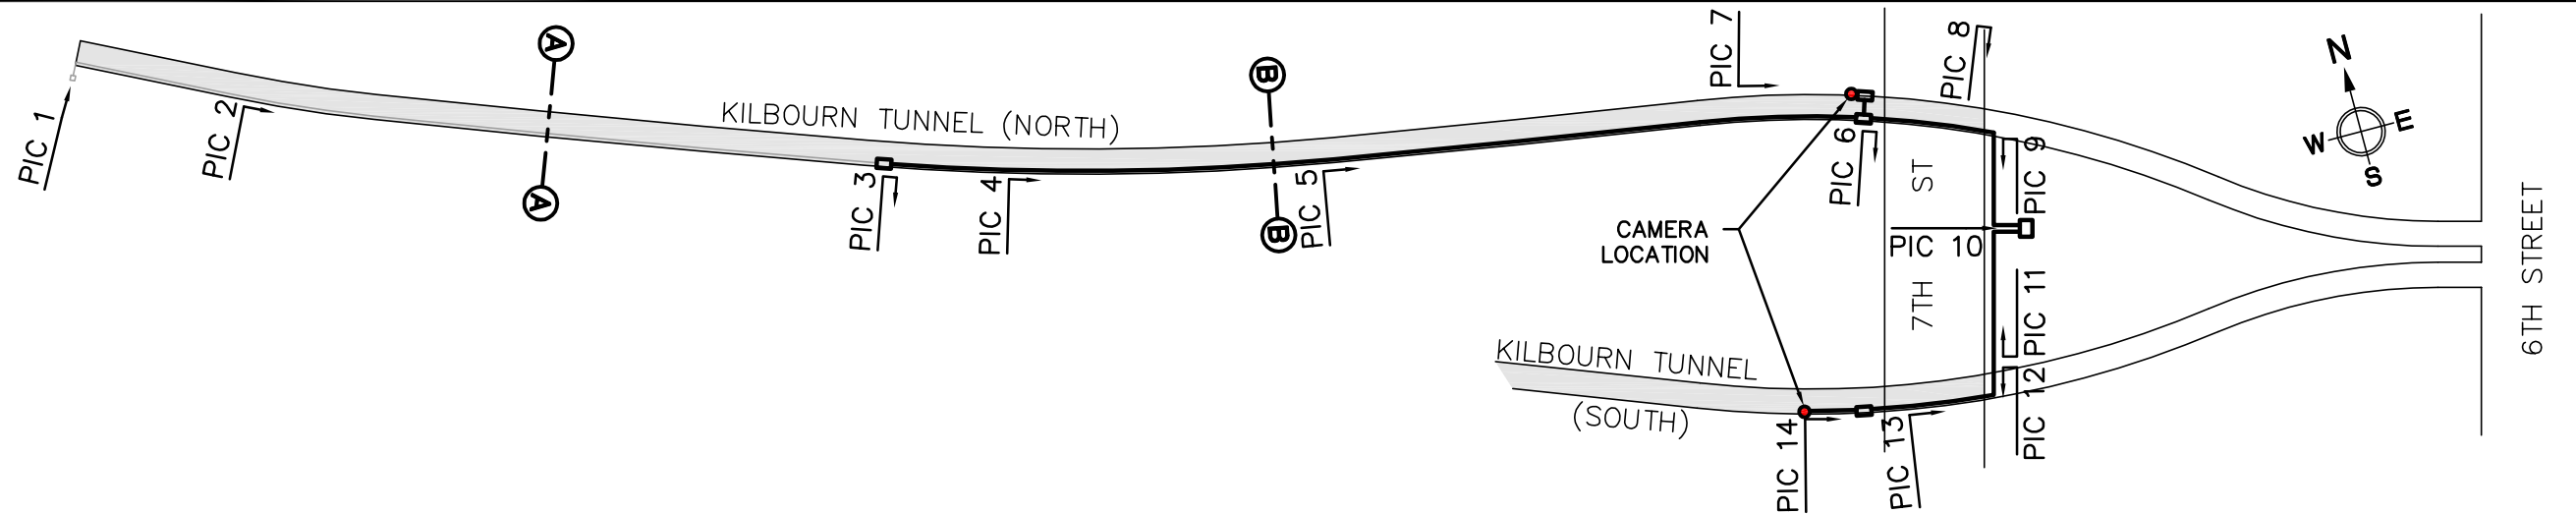 PIC 1
PIC 2
A
A
KILBOURN TUNNEL (NORTH)
PIC 3
PIC 4
B
B
PIC 5
PIC 7
PIC 6
CAMERA
LOCATION
7TH ST
PIC 8
PIC 9
PIC 10
PIC 11
PIC 12
KILBOURN TUNNEL
(SOUTH)
PIC 14
PIC 13
N
W
E
S
6TH STREET